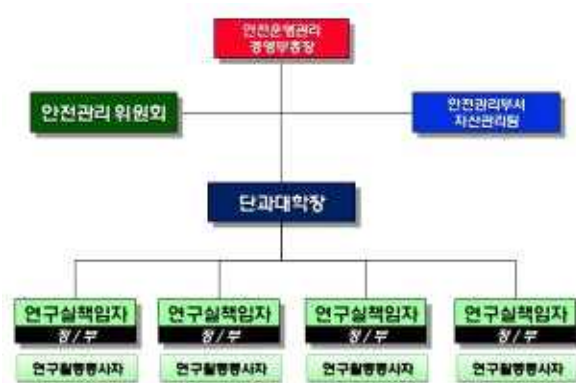 안전운영관리
경영부총장
안전관리 위원회
안전관리부서
자산관리팀
단과대학장
연구실책임자
정/부
연구활동종사자
연구실책임자
정/부
연구활동종사자
연구실책임자
정/부
연구활동종사자
연구실책임자
정/부
연구활동종사자